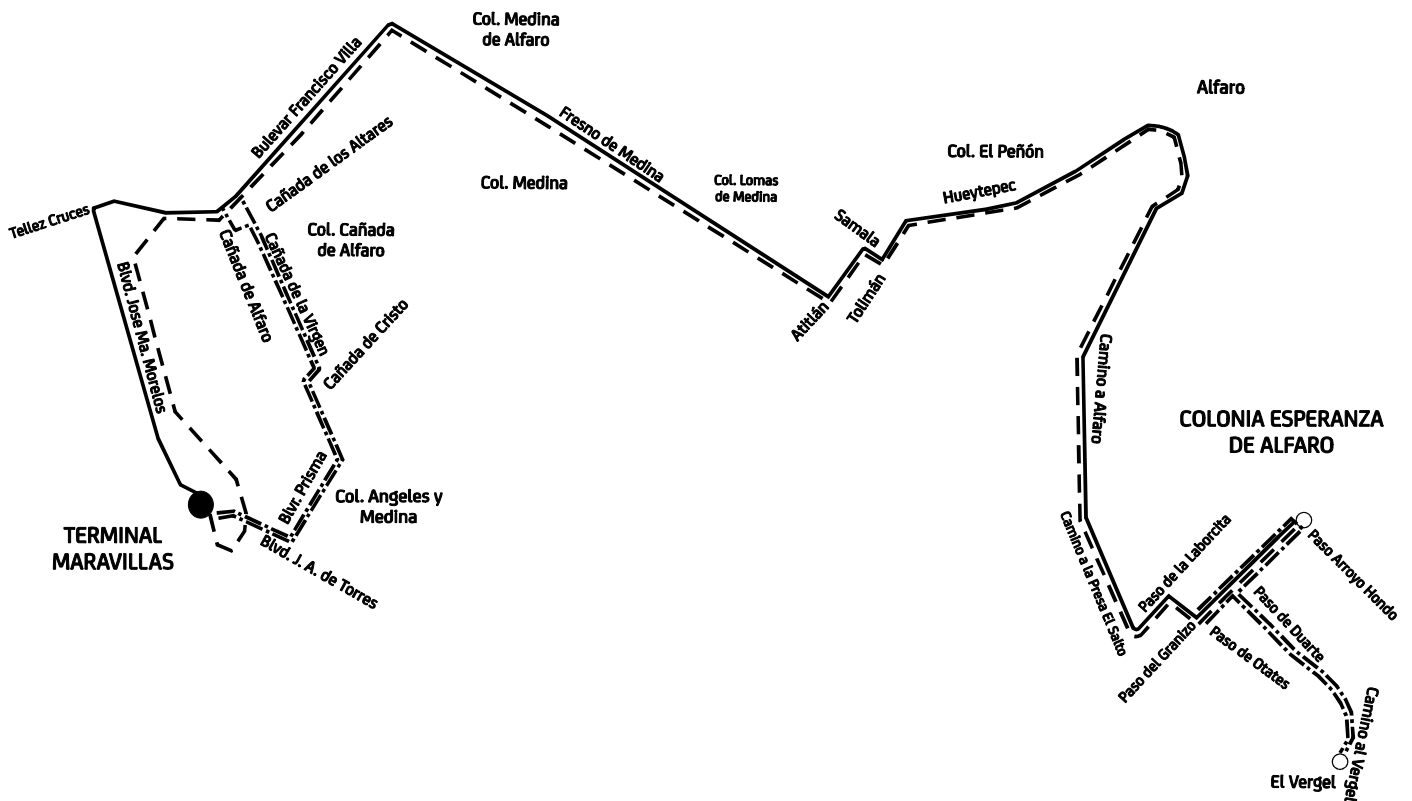 Col. Medina
de Alfaro
Bulevar Francisco Villa
Alfaro
Fresno de Medina
Cañada de los Altares
Col. El Peñón
Col. Medina
Col. Lomas
de Medina
Hueytepec
Tellez Cruces
Samala
Col. Cañada
de Alfaro
Cañada de Alfaro
Cañada de la Virgen
Blvd. Jose Ma. Morelos
Atitlán
Tolimán
Cañada de Cristo
Camino a Alfaro
COLONIA ESPERANZA
DE ALFARO
Blvr. Prisma
Col. Angeles y
Medina
TERMINAL
MARAVILLAS
Blvd. J. A. de Torres
Camino a la Presa El Salto
Paso de la Laborcita
Paso Arroyo Hondo
Paso de Duarte
Paso del Granizo
Paso de Otates
Camino al Vergel
El Vergel